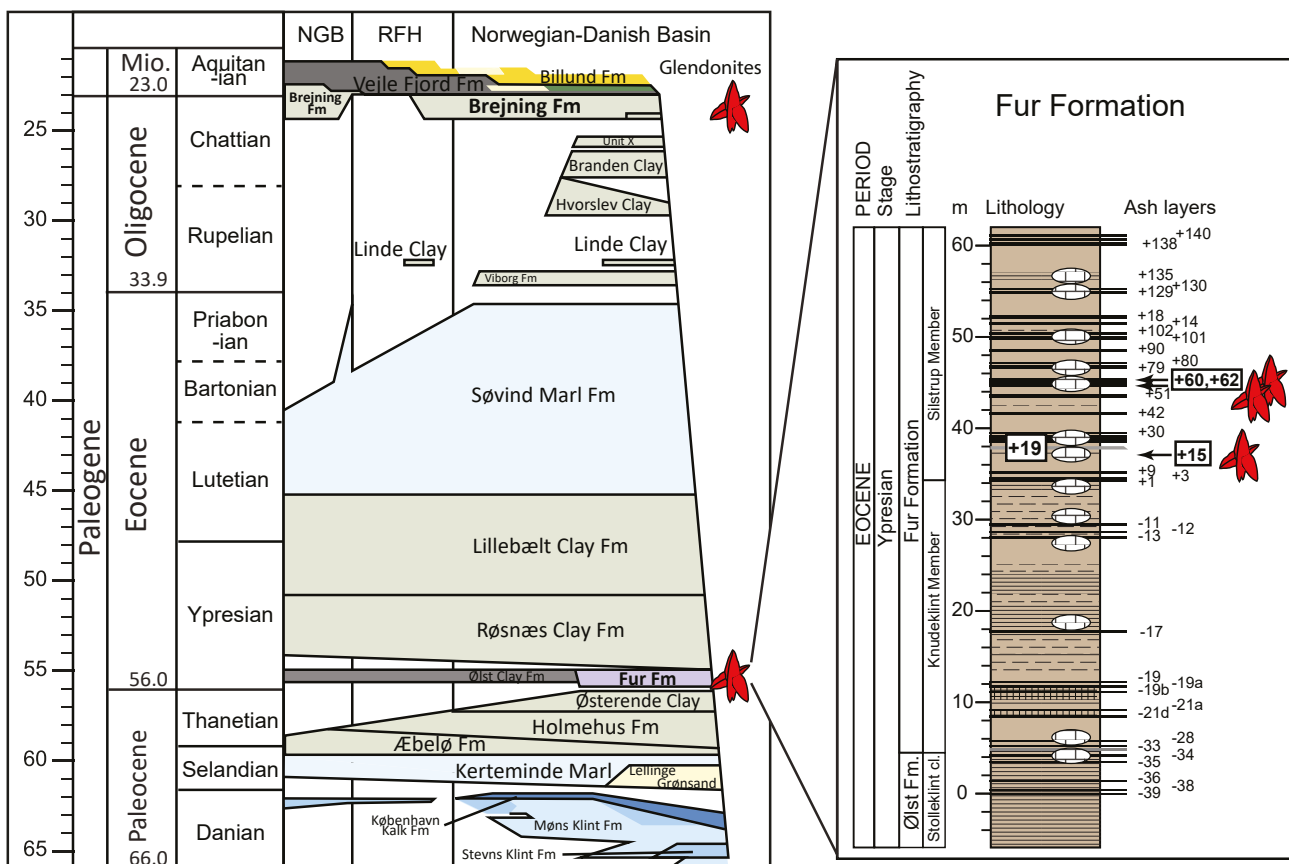 NGB
RFH
Norwegian-Danish Basin
Glendonites
Paleogene
Mio.
23.0
Oligocene
33.9
Eocene
56.0
Paleocene
66.0
Aquitan
-ian
Chattian
Rupelian
Priabon
-ian
Bartonian
Lutetian
Ypresian
Thanetian
Selandian
Danian
25
30
35
40
45
50
55
60
65
Vejle Fjord Fm
Billund Fm
Brejning
Fm
Brejning Fm
Unit X
Branden Clay
Hvorslev Clay
Linde Clay
Linde Clay
Viborg Fm
Søvind Marl Fm
Lillebælt Clay Fm
Røsnæs Clay Fm
Ølst Clay Fm
Fur Fm
Østerende Clay
Holmehus Fm
Æbelø Fm
Kerteminde Marl
Lellinge
Grønsand
København
Kalk Fm
Møns Klint Fm
Stevns Klint Fm
Fur Formation
PERIOD
Stage
Lithostratigraphy
m
Lithology
Ash layers
EOCENE
Ypresian
Fur Formation
Ølst Fm.
Silstrup Member
Knudeklint Member
Stolleklint cl.
60
50
40
30
20
10
0
+140
+138
+135
+130
+129
+18
+14
+102
+101
+90
+80
+79
+60,+62
+51
+42
+30
+19
+15
+9
+3
+1
-11
-12
-13
-17
-19
-19a
-19b
-21a
-21d
-28
-33
-34
-35
-36
-38
-39